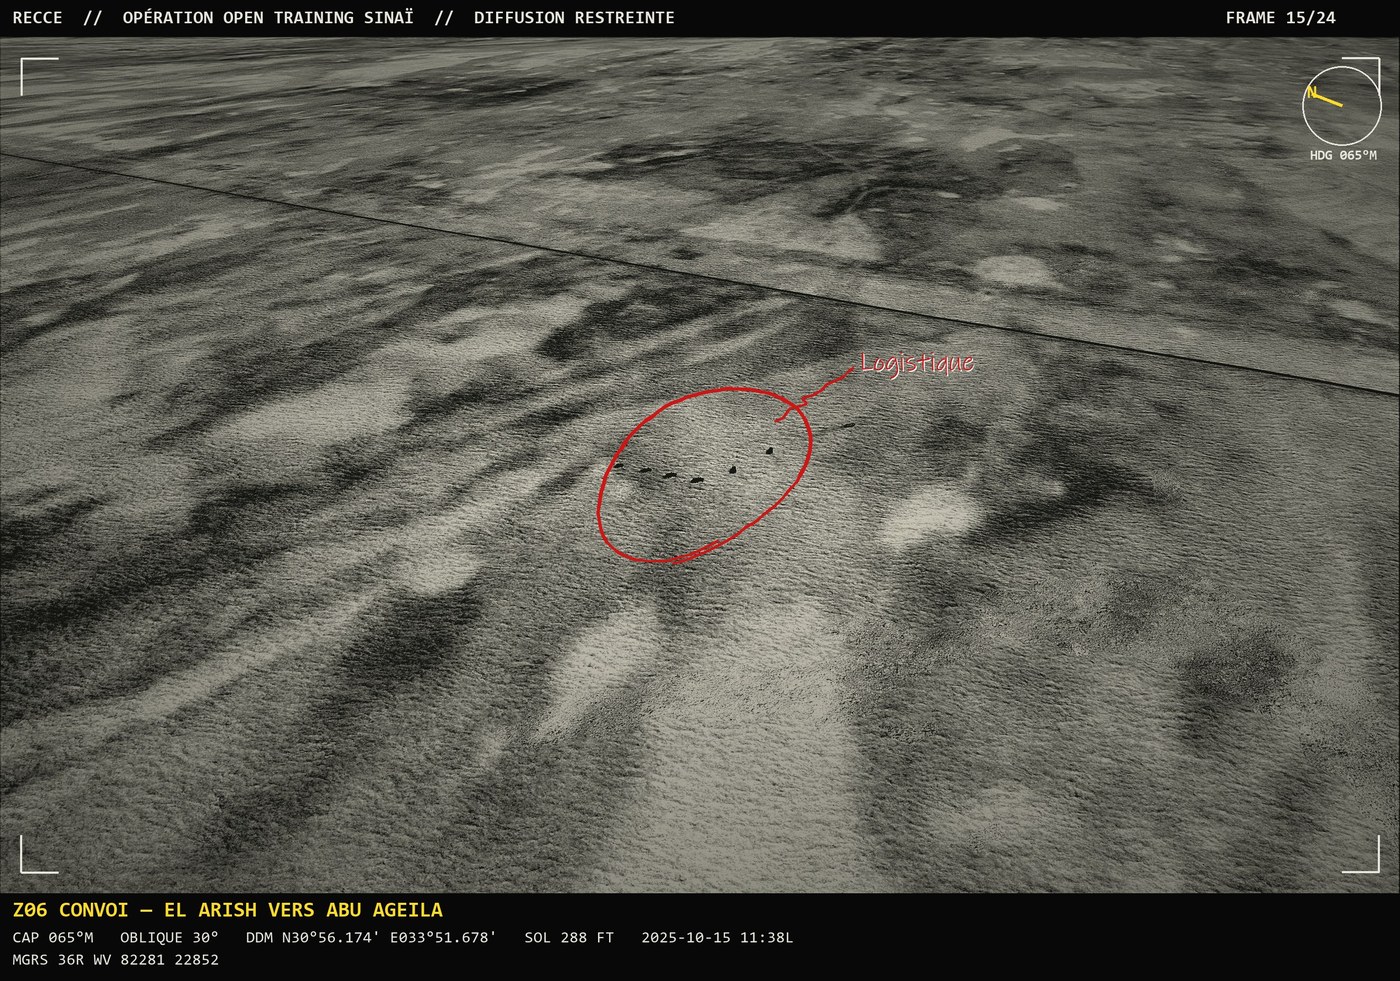 RECCE // OPÉRATION OPEN TRAINING SINAÏ // DIFFUSION RESTREINTE
FRAME 15/24
N
HDG 065°M
Logistique
Z06 CONVOI — EL ARISH VERS ABU AGEILA
CAP 065°M OBLIQUE 30° DDM N30°56.174' E033°51.678' SOL 288 FT 2025-10-15 11:38L
MGRS 36R WV 82281 22852